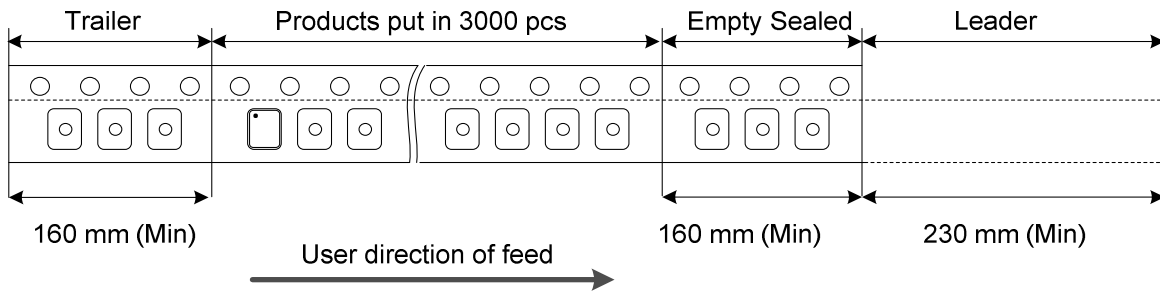 Trailer
Products put in 3000 pcs
Empty Sealed
Leader
160 mm (Min)
160 mm (Min)
230 mm (Min)
User direction of feed